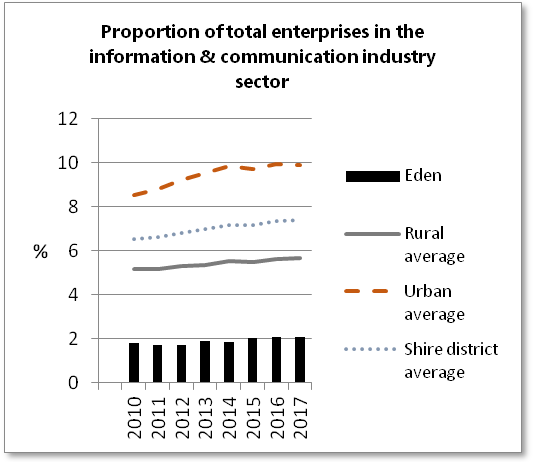 Proportion of total enterprises in the
information & communication industry
sector
12
10
8
6
4
2
0
%
2010
2011
2012
2013
2014
2015
2016
2017
Eden
Rural
average
Urban
average
Shire district
average